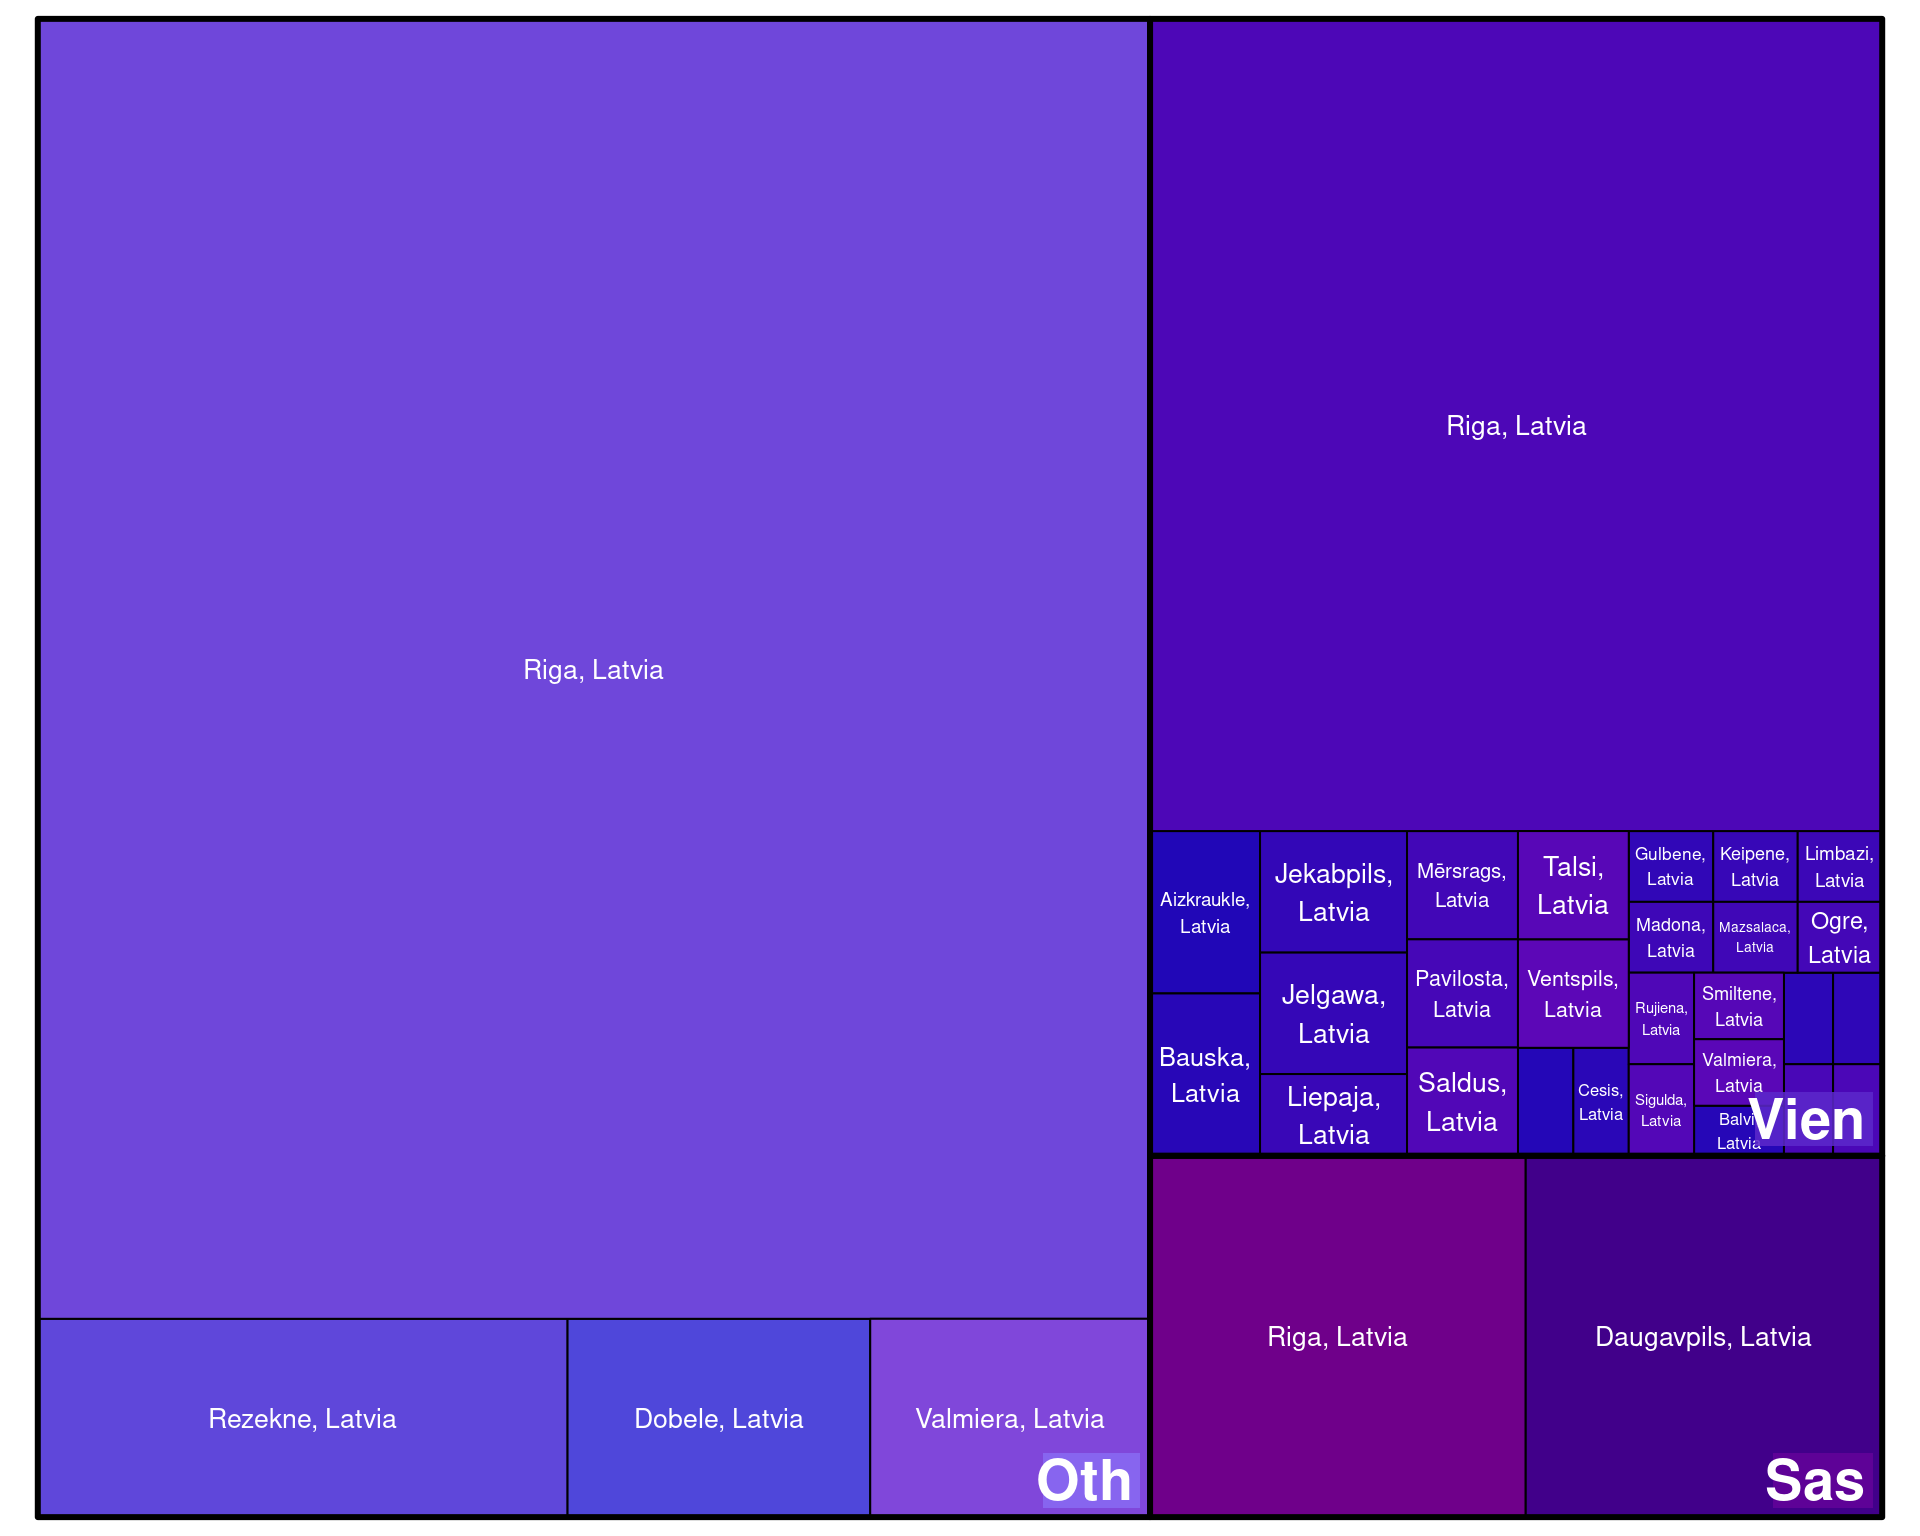 Riga, Latvia
Rezekne, Latvia
Dobele, Latvia
Valmiera, Latvia
Oth
Riga, Latvia
Aizkraukle,
Latvia
Bauska,
Latvia
Jekabpils,
Latvia
Jelgawa,
Latvia
Liepaja,
Latvia
Mērsrags,
Latvia
Pavilosta,
Latvia
Saldus,
Latvia
Talsi,
Latvia
Ventspils,
Latvia
Cesis,
Latvia
Gulbene,
Latvia
Keipene,
Latvia
Limbazi,
Latvia
Madona,
Latvia
Mazsalaca,
Latvia
Ogre,
Latvia
Rujiena,
Latvia
Sigulda,
Latvia
Smiltene,
Latvia
Valmiera,
Latvia
Balvi
Latvia
Vien
Riga, Latvia
Daugavpils, Latvia
Sas